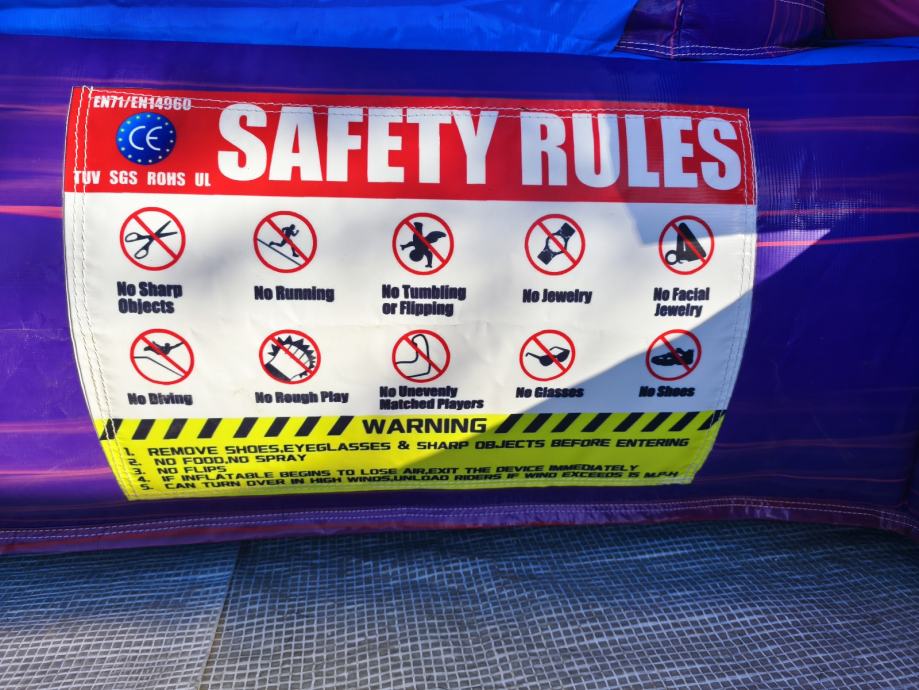 EN71/EN14960
CE
TUV SGS ROHS UL
SAFETY RULES
No Sharp
Objects
No Running
No Tumbling
or Flipping
No Jewelry
No Facial
Jewelry
No Diving
No Rough Play
No Unevenly
Matched Players
No Glasses
No Shoes
WARNING
1. REMOVE SHOES,EYEGLASSES & SHARP OBJECTS BEFORE ENTERING
2. NO FOOD,NO SPRAY
3. NO FLIPS
4. IF INFLATABLE BEGINS TO LOSE AIR,EXIT THE DEVICE IMMEDIATELY
5. CAN TURN OVER IN HIGH WINDS,UNLOAD RIDERS IF WIND EXCEEDS 15 M.P.H